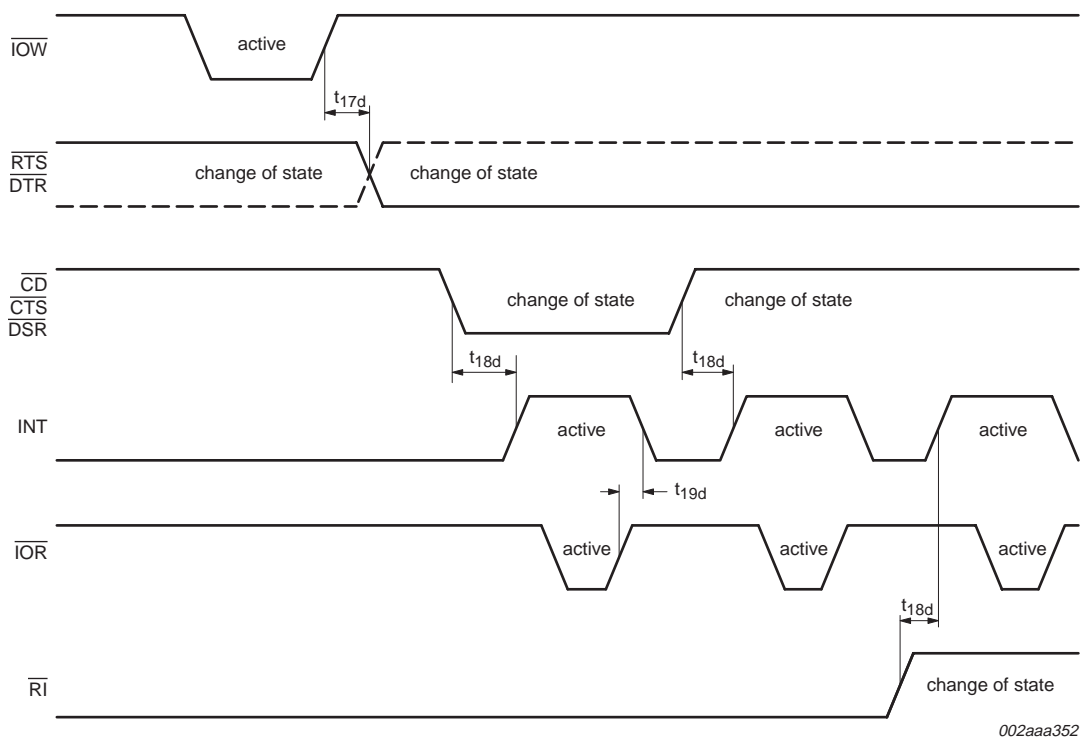 IOW
active
t17d
RTS
DTR
change of state
change of state
CD
CTS
DSR
change of state
change of state
t18d
t18d
INT
active
active
active
t19d
IOR
active
active
active
t18d
RI
change of state
002aaa352